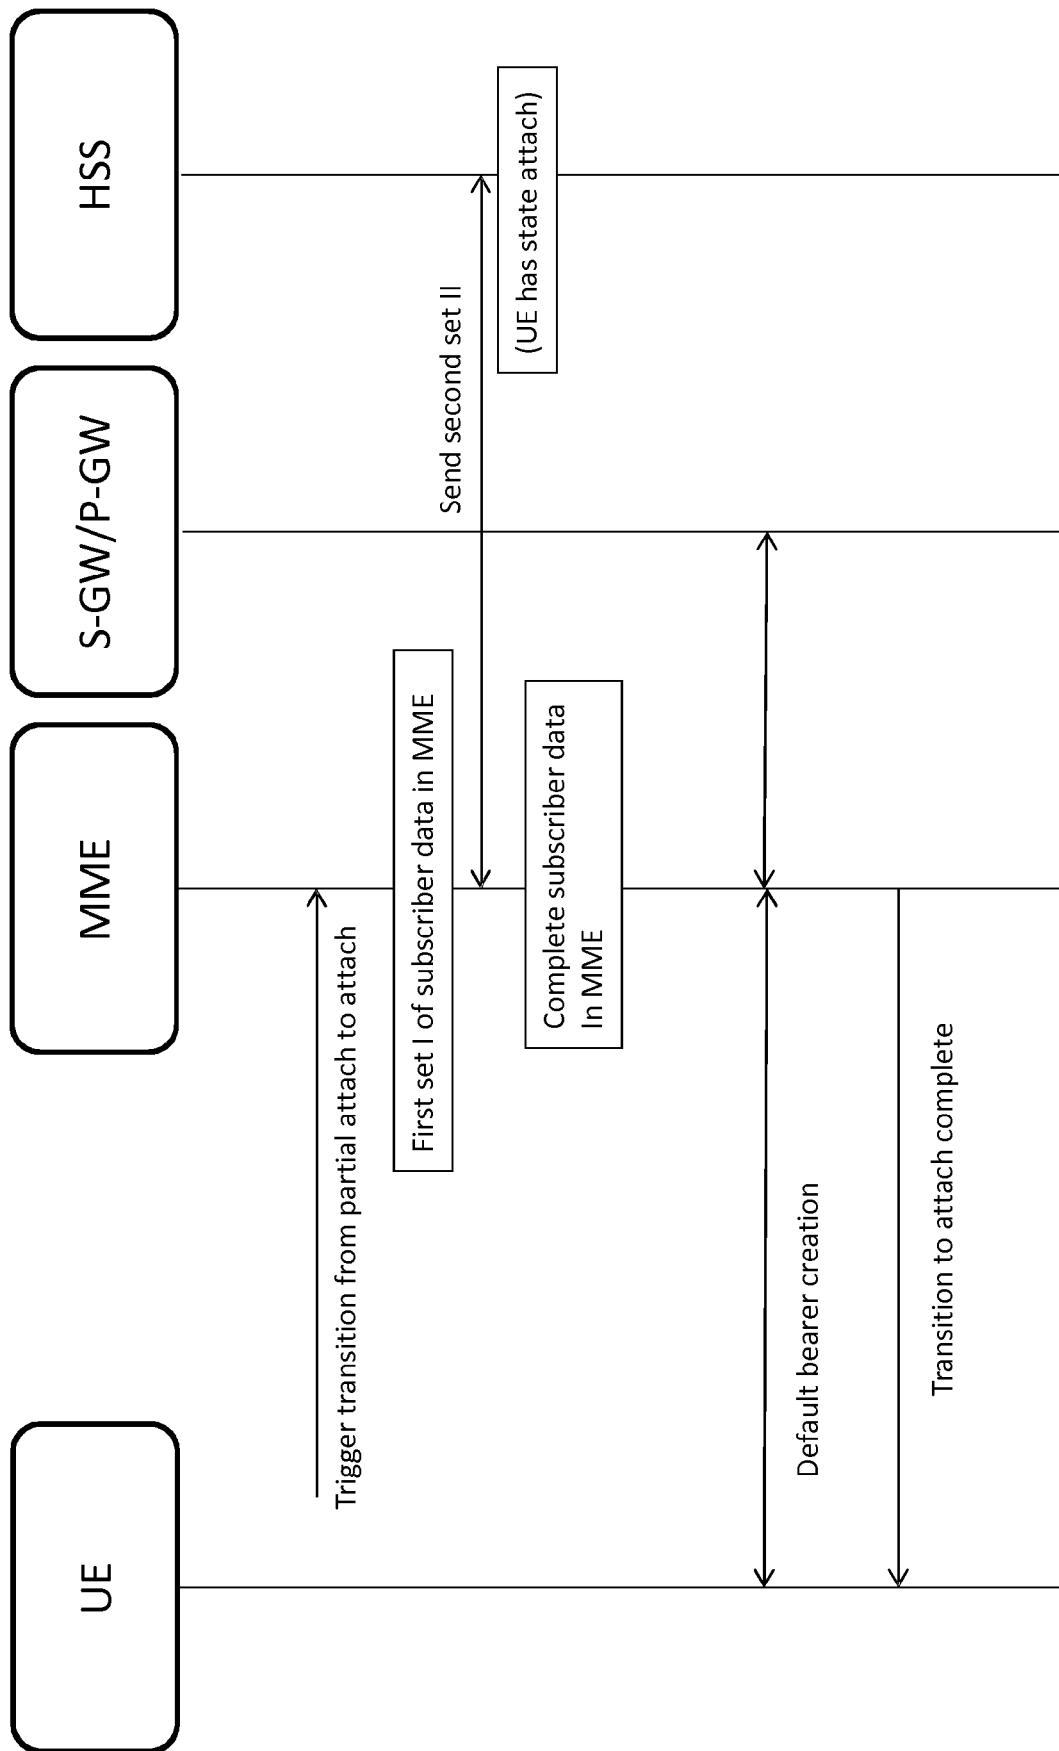 UE
MME
S-GW/P-GW
HSS
Trigger transition from partial attach to attach
First set I of subscriber data in MME
Send second set II
(UE has state attach)
Complete subscriber data
In MME
Default bearer creation
Transition to attach complete